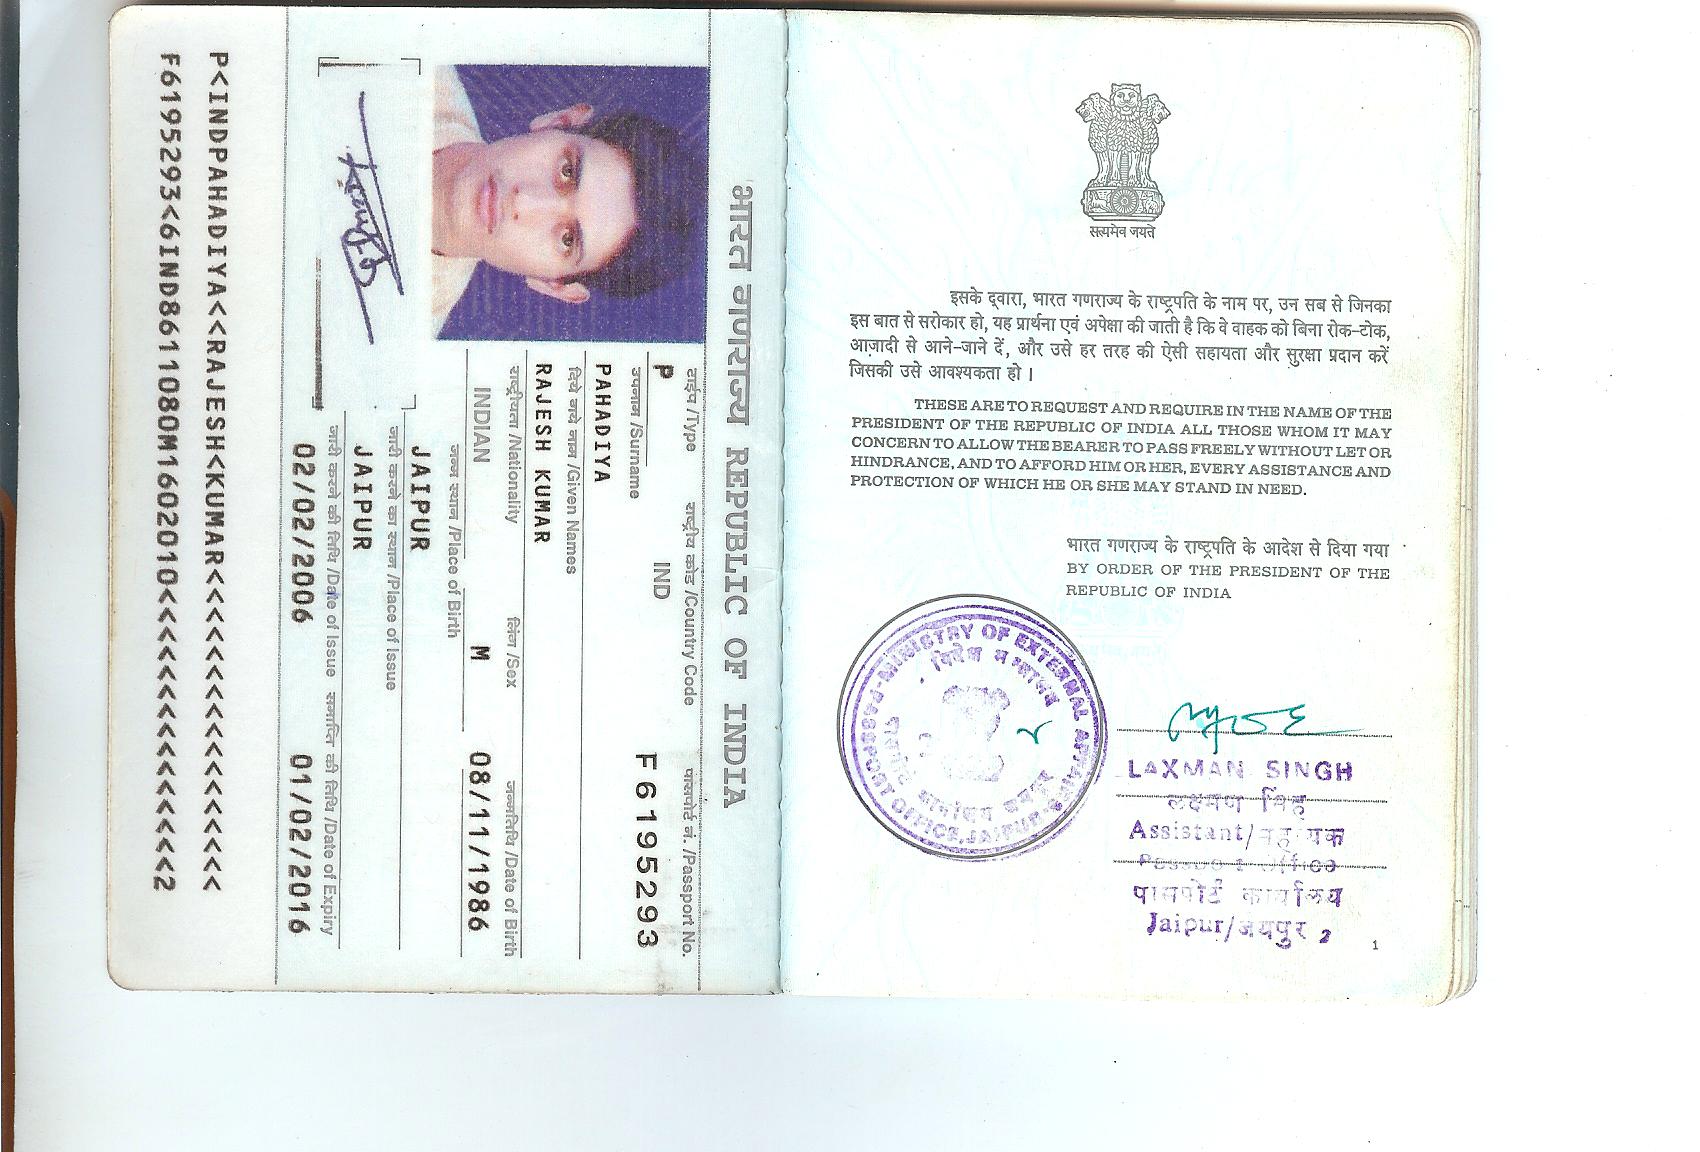 भारत गणराज्य REPUBLIC OF INDIA
टाईप /Type राष्ट्रीय कोड /Country Code पासपोर्ट नं. /Passport No.
P IND F6195293
उपनाम /Surname
PAHADIYA
दिये गये नाम /Given Names
RAJESH KUMAR
राष्ट्रीयता /Nationality लिंग /Sex जन्मतिथि /Date of Birth
INDIAN M 08/11/1986
जन्म स्थान /Place of Birth
JAIPUR
जारी करने का स्थान /Place of Issue
JAIPUR
जारी करने की तिथि /Date of Issue समाप्ति की तिथि /Date of Expiry
02/02/2006 01/02/2016
P<INDPAHADIYA<<RAJESH<KUMAR<<<<<<<<<<<<<<<<<
F6195293<6IND8611080M1602010<<<<<<<<<<<<<<<2
सत्यमेव जयते
इसके द्वारा, भारत गणराज्य के राष्ट्रपति के नाम पर, उन सब से जिनका
इस बात से सरोकार हो, यह प्रार्थना एवं अपेक्षा की जाती है कि वे वाहक को बिना रोक-टोक,
आज़ादी से आने-जाने दें, और उसे हर तरह की ऐसी सहायता और सुरक्षा प्रदान करें
जिसकी उसे आवश्यकता हो ।
THESE ARE TO REQUEST AND REQUIRE IN THE NAME OF THE
PRESIDENT OF THE REPUBLIC OF INDIA ALL THOSE WHOM IT MAY
CONCERN TO ALLOW THE BEARER TO PASS FREELY WITHOUT LET OR
HINDRANCE, AND TO AFFORD HIM OR HER, EVERY ASSISTANCE AND
PROTECTION OF WHICH HE OR SHE MAY STAND IN NEED.
भारत गणराज्य के राष्ट्रपति के आदेश से दिया गया
BY ORDER OF THE PRESIDENT OF THE
REPUBLIC OF INDIA
MINISTRY OF EXTERNAL AFFAIRS
PASSPORT OFFICE, JAIPUR
LAXMAN SINGH
लक्ष्मण सिंह
Assistant/सहायक
Passport Office
पासपोर्ट कार्यालय
Jaipur/जयपुर
1